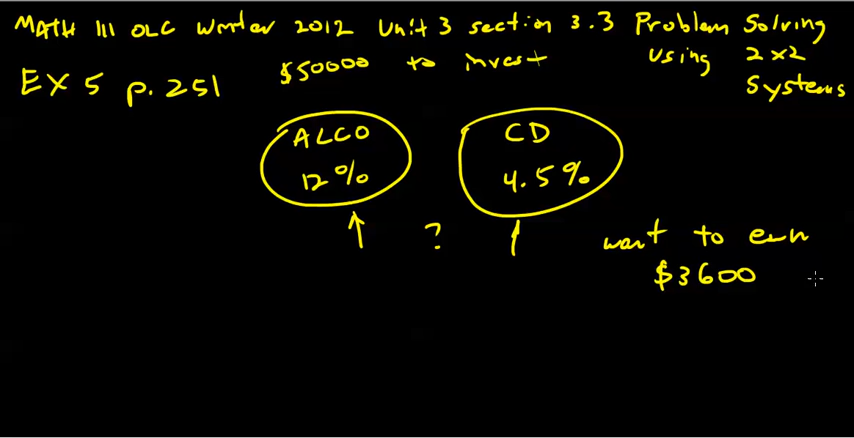 MATH 111 OLC Winter 2012 Unit 3 section 3.3 Problem Solving
using 2x2
Systems
EX 5 p. 251 $50000 to invest
ALCO CD
12% 4.5%
?
want to earn
$3600